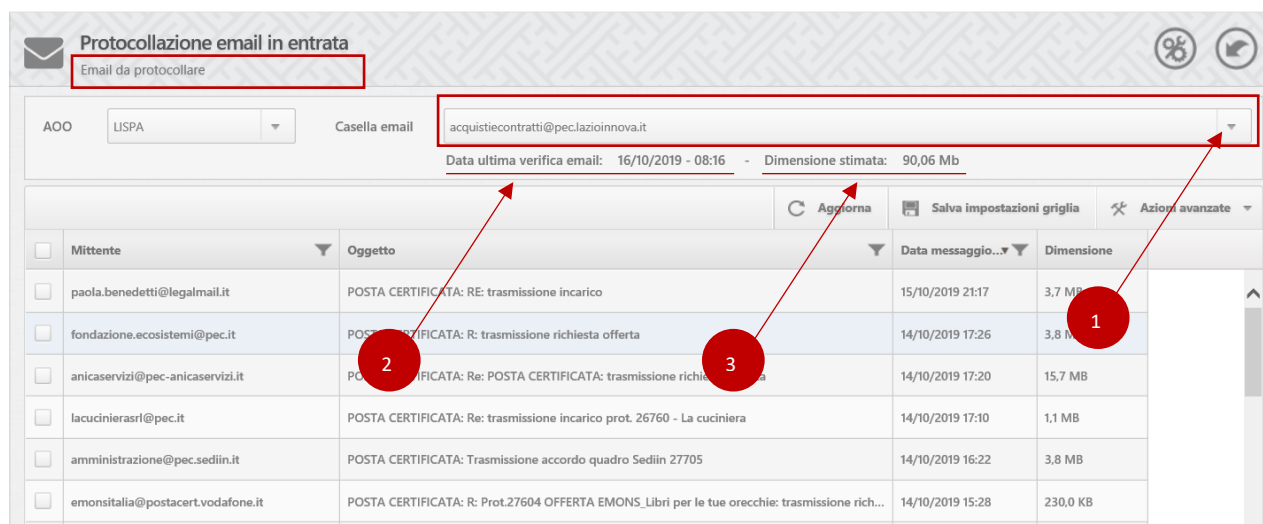 Protocollazione email in entrata
Email da protocollare
AOO LISPA Casella email acquistiecontratti@pec.lazioinnova.it
Data ultima verifica email: 16/10/2019 - 08:16 - Dimensione stimata: 90,06 Mb
Aggiorna Salva impostazioni griglia Azioni avanzate
Mittente Oggetto Data messaggio... Dimensione
paola.benedetti@legalmail.it POSTA CERTIFICATA: RE: trasmissione incarico 15/10/2019 21:17 3,7 MB
fondazione.ecosistemi@pec.it POSTA CERTIFICATA: R: trasmissione richiesta offerta 14/10/2019 17:26 3,8
1
2
3
anicaservizi@pec-anicaservizi.it CERTIFICATA: Re: POSTA CERTIFICATA: trasmissione 14/10/2019 17:20 15,7 MB
lacucinierasrl@pec.it POSTA CERTIFICATA: Re: trasmissione incarico prot. 26760 - La cuciniera 14/10/2019 17:10 1,1 MB
amministrazione@pec.sediin.it POSTA CERTIFICATA: Trasmissione accordo quadro Sediin 27705 14/10/2019 16:22 3,8 MB
emonsitalia@postacert.vodafone.it POSTA CERTIFICATA: R: Prot.27604 OFFERTA EMONS_Libri per le tue orecchie: trasmissione rich... 14/10/2019 15:28 230,0 KB